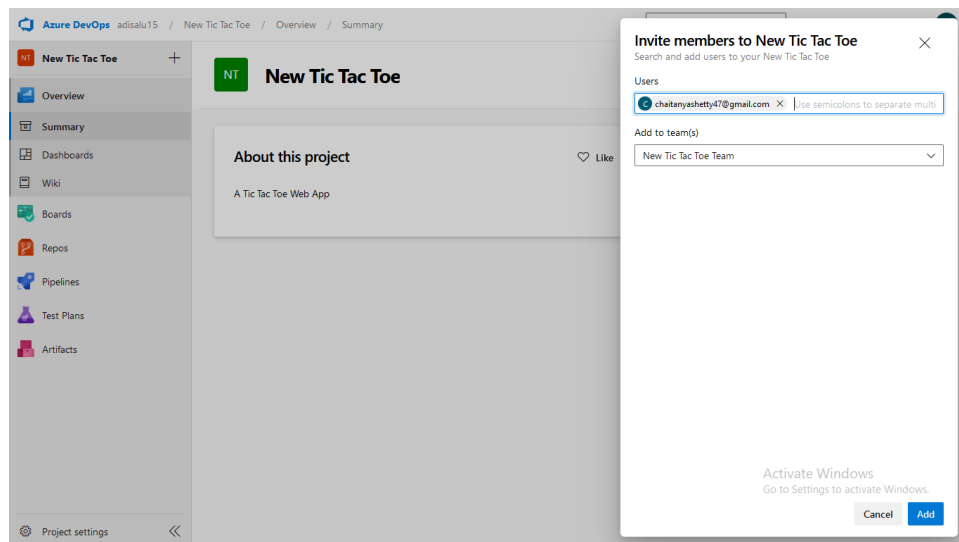 Azure DevOps adisalu15 / New Tic Tac Toe / Overview / Summary
NT New Tic Tac Toe
Overview
Summary
Dashboards
Wiki
Boards
Repos
Pipelines
Test Plans
Artifacts
Project settings
NT New Tic Tac Toe
About this project
Like
A Tic Tac Toe Web App
Invite members to New Tic Tac Toe
Search and add users to your New Tic Tac Toe
Users
C chaitanyashetty47@gmail.com Use semicolons to separate multi
Add to team(s)
New Tic Tac Toe Team
Activate Windows
Go to Settings to activate Windows.
Cancel Add